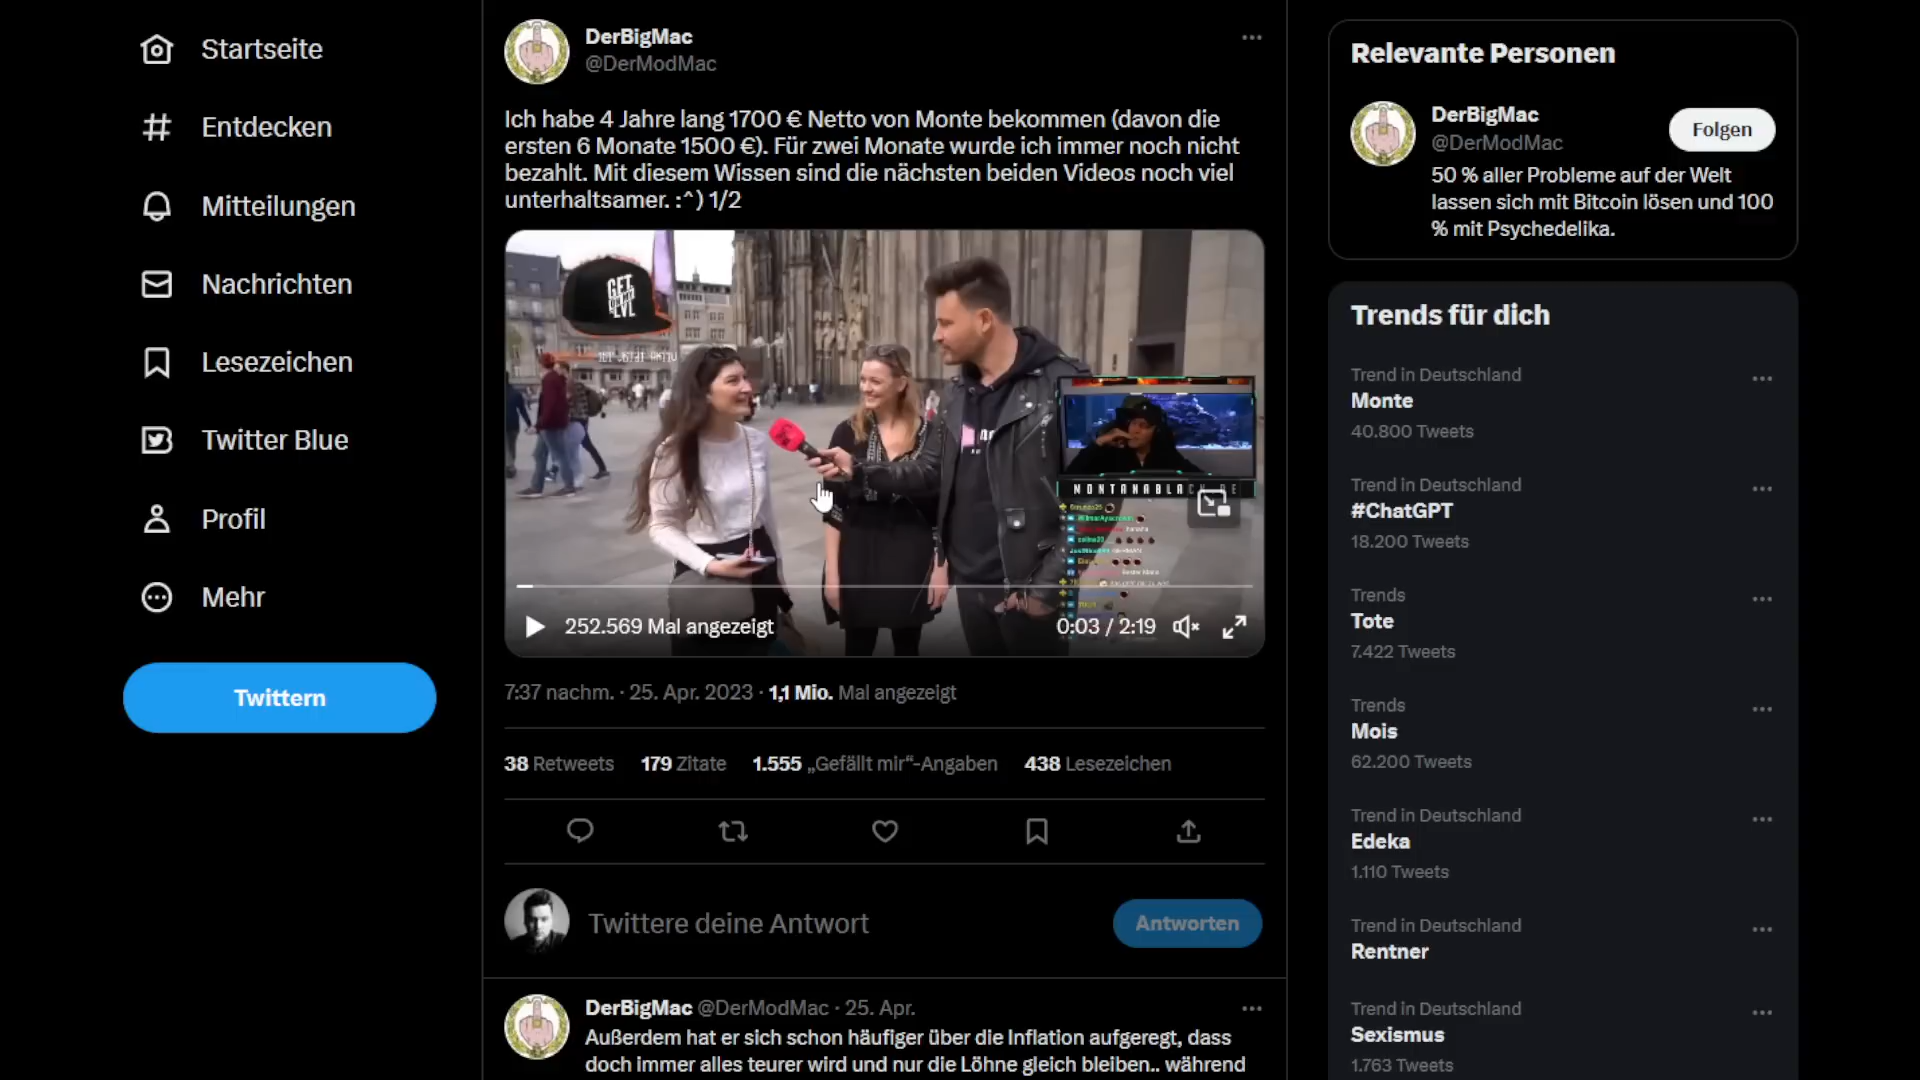 Startseite
Entdecken
Mitteilungen
Nachrichten
Lesezeichen
Twitter Blue
Profil
Mehr
Twittern
DerBigMac
@DerModMac
Ich habe 4 Jahre lang 1700 € Netto von Monte bekommen (davon die
ersten 6 Monate 1500 €). Für zwei Monate wurde ich immer noch nicht
bezahlt. Mit diesem Wissen sind die nächsten beiden Videos noch viel
unterhaltsamer. :^) 1/2
GET
LVL
MONTANABLACK DE
252.569 Mal angezeigt
0:03 / 2:19
7:37 nachm. · 25. Apr. 2023 · 1,1 Mio. Mal angezeigt
38 Retweets 179 Zitate 1.555 „Gefällt mir“-Angaben 438 Lesezeichen
Twittere deine Antwort
Antworten
DerBigMac @DerModMac · 25. Apr.
Außerdem hat er sich schon häufiger über die Inflation aufgeregt, dass
doch immer alles teurer wird und nur die Löhne gleich bleiben.. während
Relevante Personen
DerBigMac
@DerModMac
Folgen
50 % aller Probleme auf der Welt
lassen sich mit Bitcoin lösen und 100
% mit Psychedelika.
Trends für dich
Trend in Deutschland
Monte
40.800 Tweets
Trend in Deutschland
#ChatGPT
18.200 Tweets
Trends
Tote
7.422 Tweets
Trends
Mois
62.200 Tweets
Trend in Deutschland
Edeka
1.110 Tweets
Trend in Deutschland
Rentner
Trend in Deutschland
Sexismus
1.763 Tweets